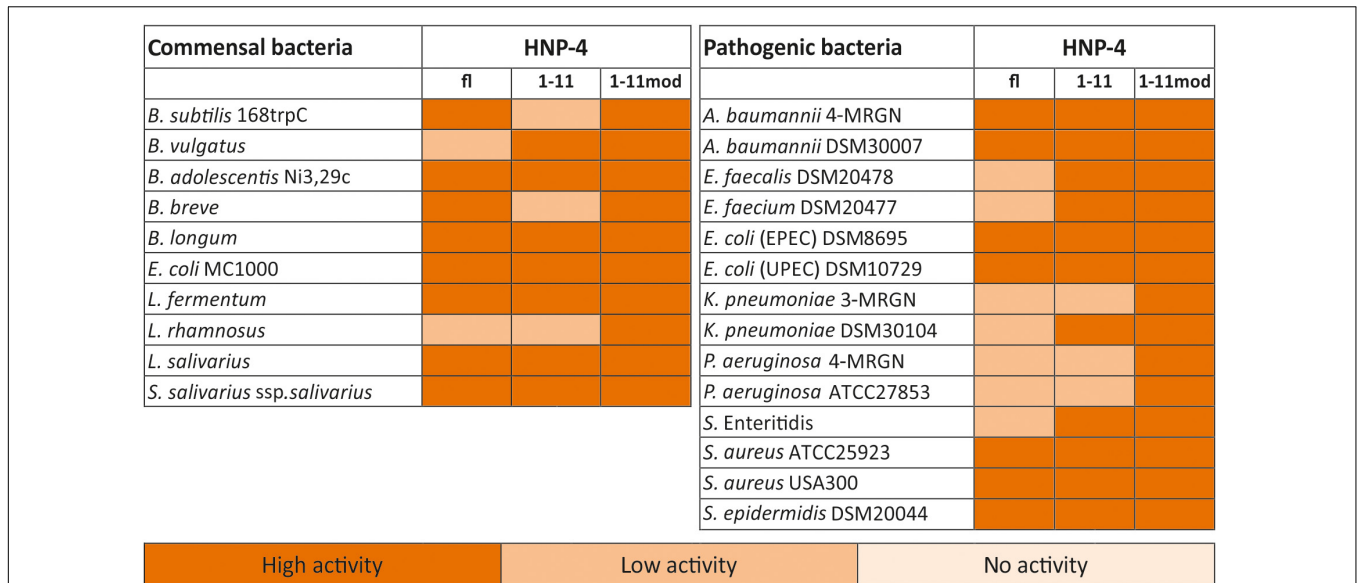 Commensal bacteria HNP-4
fl 1-11 1-11mod
B. subtilis 168trpC
B. vulgatus
B. adolescentis Ni3,29c
B. breve
B. longum
E. coli MC1000
L. fermentum
L. rhamnosus
L. salivarius
S. salivarius ssp.salivarius
Pathogenic bacteria HNP-4
fl 1-11 1-11mod
A. baumannii 4-MRGN
A. baumannii DSM30007
E. faecalis DSM20478
E. faecium DSM20477
E. coli (EPEC) DSM8695
E. coli (UPEC) DSM10729
K. pneumoniae 3-MRGN
K. pneumoniae DSM30104
P. aeruginosa 4-MRGN
P. aeruginosa ATCC27853
S. Enteritidis
S. aureus ATCC25923
S. aureus USA300
S. epidermidis DSM20044
High activity Low activity No activity